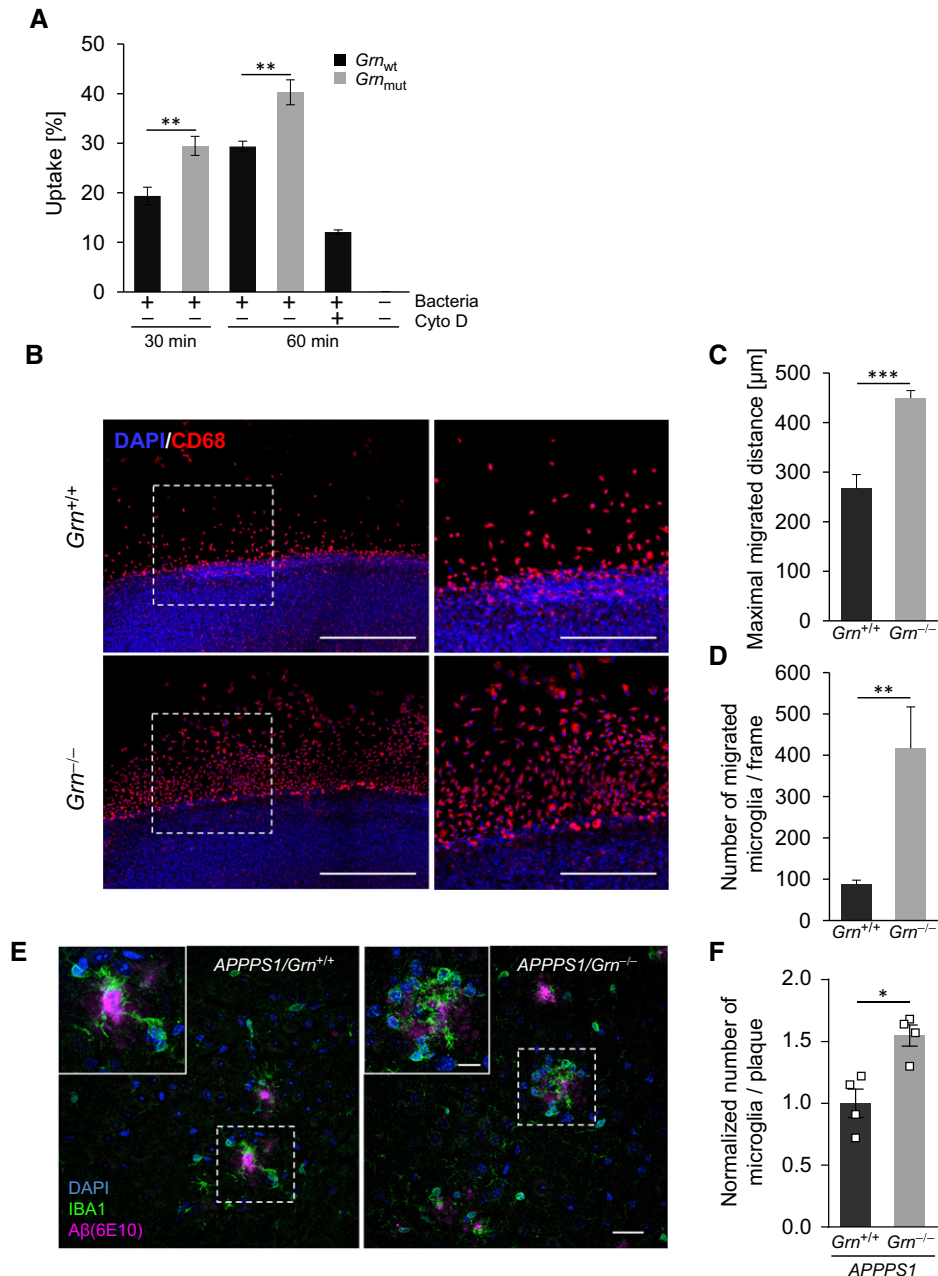 A
50
40
30
20
10
0
Uptake [%]
**
**
Grnwt
Grnmut
+ + + + + – Bacteria
– – – – + – Cyto D
30 min 60 min
B
DAPI/CD68
Grn+/+
Grn–/–
C
Maximal migrated distance [µm]
500
400
300
200
100
0
***
Grn+/+ Grn–/–
D
Number of migrated
microglia / frame
600
500
400
300
200
100
0
**
Grn+/+ Grn–/–
E
APPPS1/Grn+/+
APPPS1/Grn–/–
DAPI
IBA1
Aβ(6E10)
F
Normalized number of
microglia / plaque
2.0
1.5
1.0
0.5
0.0
*
Grn+/+ Grn–/–
APPPS1